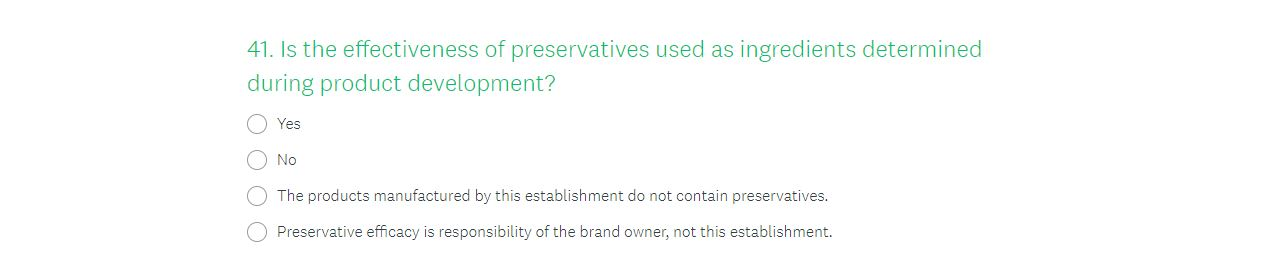 41. Is the effectiveness of preservatives used as ingredients determined
during product development?
Yes
No
The products manufactured by this establishment do not contain preservatives.
Preservative efficacy is responsibility of the brand owner, not this establishment.